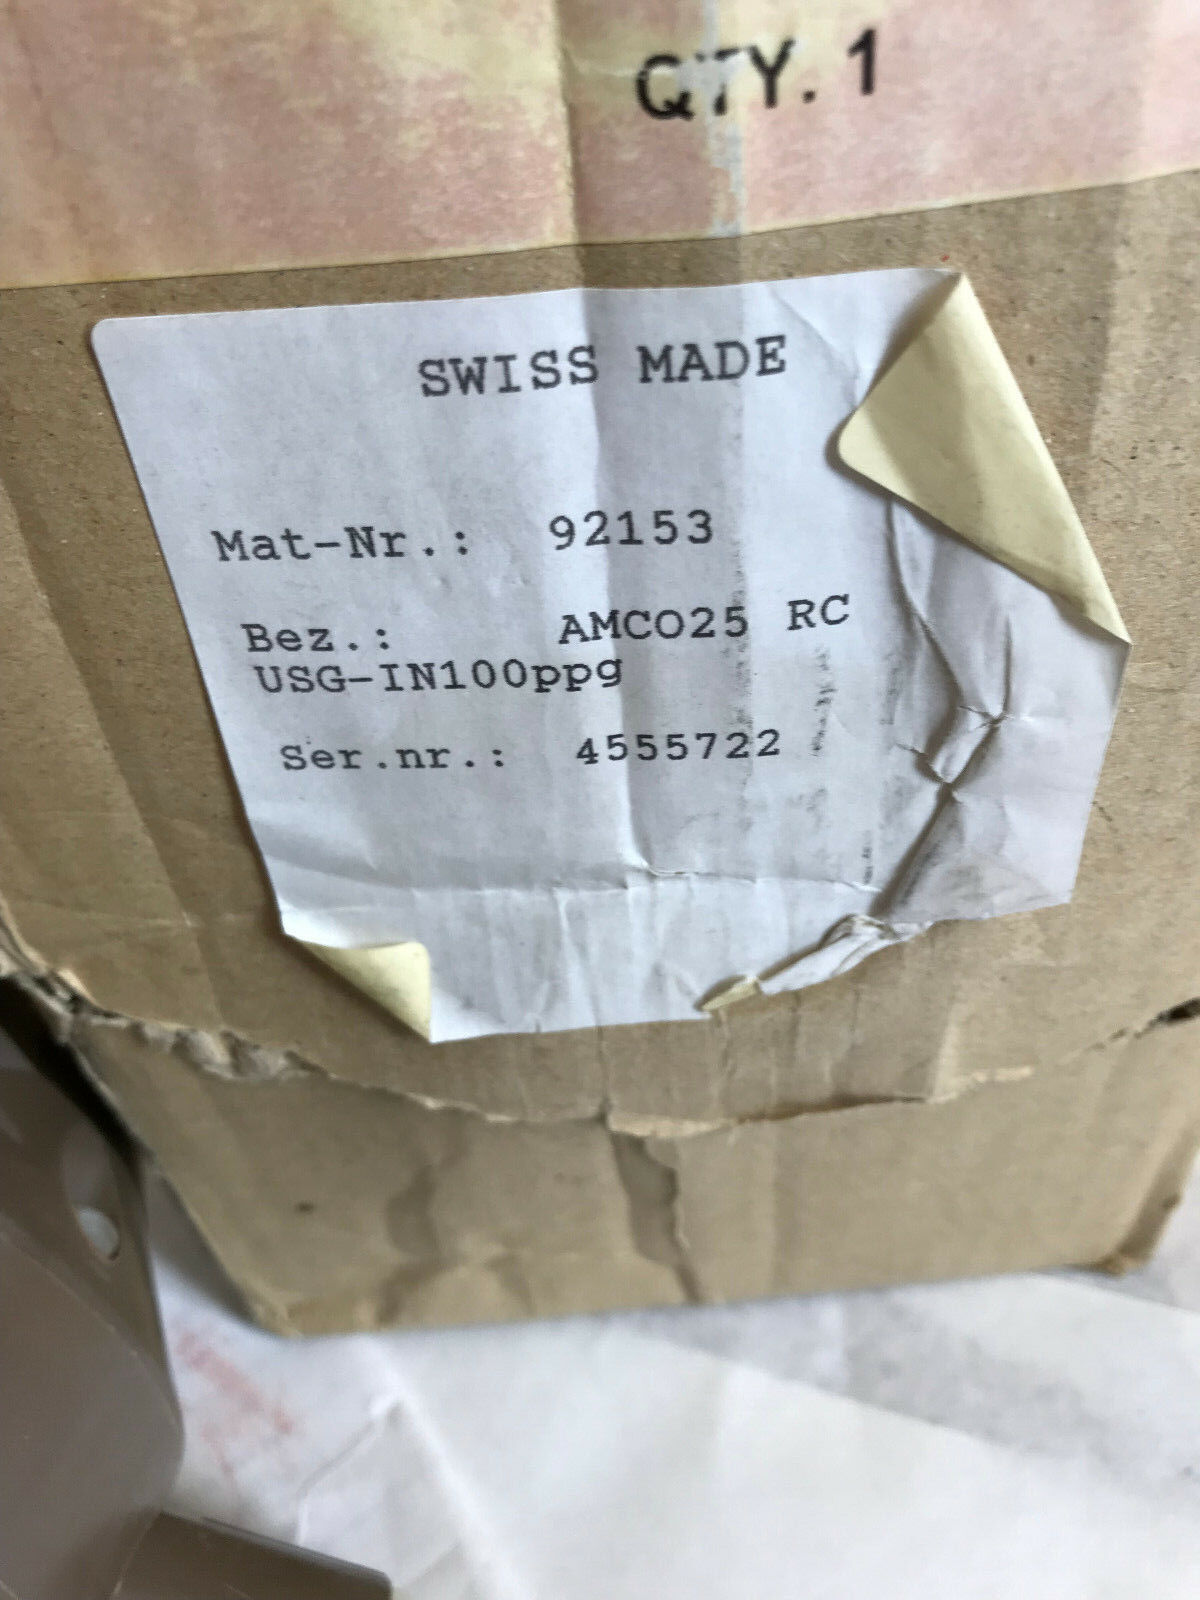 QTY. 1
SWISS MADE
Mat-Nr.: 92153
Bez.: AMCO25 RC
USG-IN100ppg
Ser.nr.: 4555722